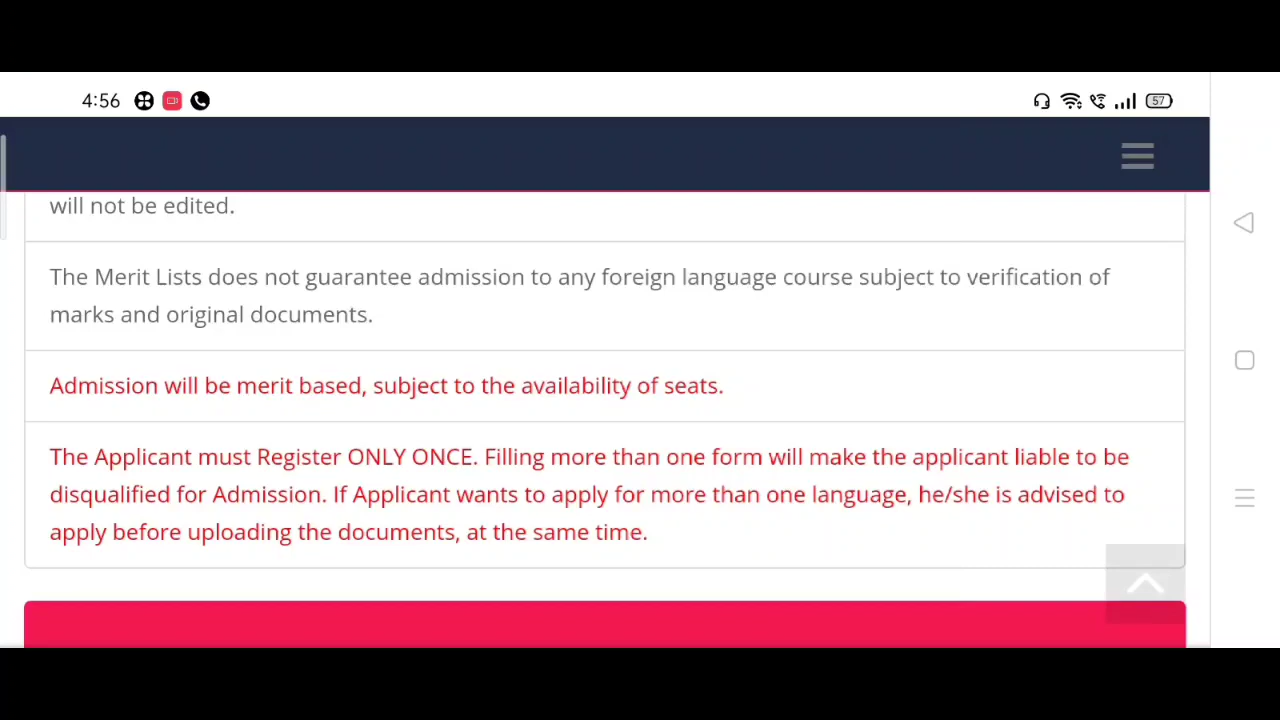 4:56
57
will not be edited.
The Merit Lists does not guarantee admission to any foreign language course subject to verification of
marks and original documents.
Admission will be merit based, subject to the availability of seats.
The Applicant must Register ONLY ONCE. Filling more than one form will make the applicant liable to be
disqualified for Admission. If Applicant wants to apply for more than one language, he/she is advised to
apply before uploading the documents, at the same time.